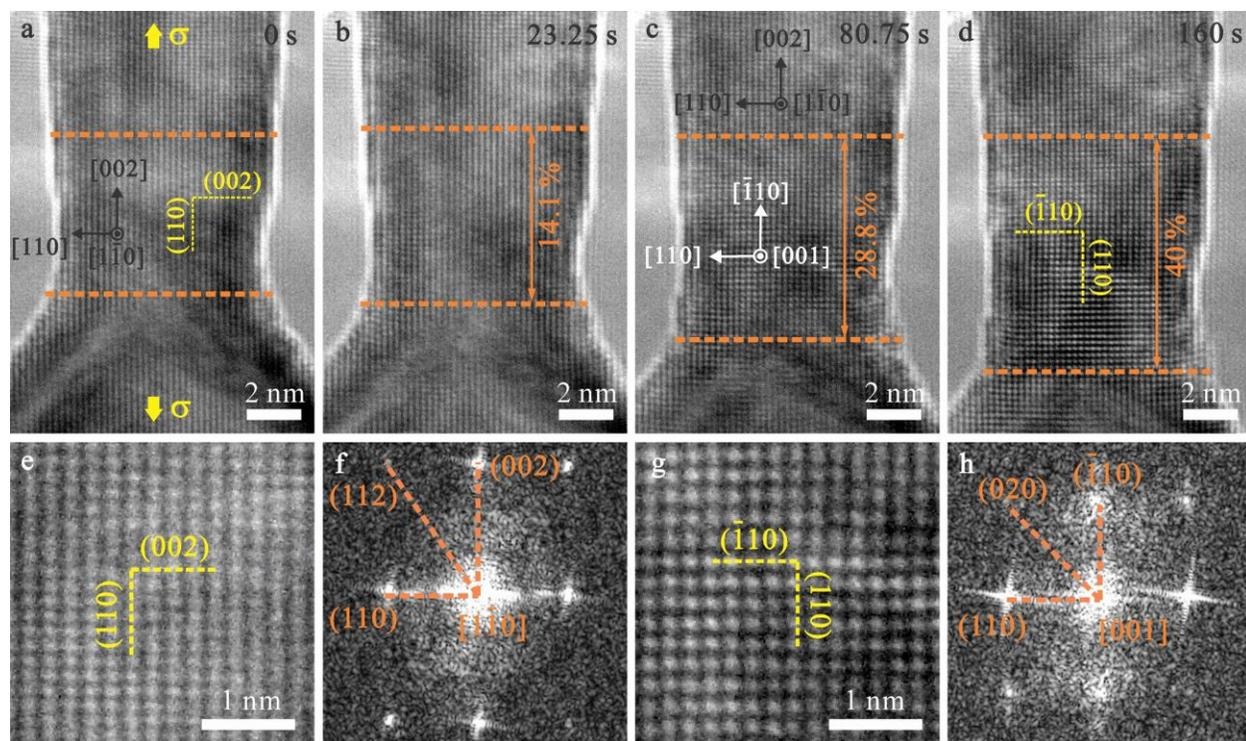 a
σ
0 s
[002]
(002)
(110)
[110]
[11̄0]
σ
2 nm
b
23.25 s
14.1 %
2 nm
c
80.75 s
[002]
[110]
[11̄0]
[1̄10]
[110]
[001]
28.8 %
2 nm
d
160 s
(1̄10)
(110)
40 %
2 nm
e
(002)
(110)
1 nm
f
(002)
(112)
(110)
[11̄0]
g
(1̄10)
(110)
1 nm
h
(1̄10)
(020)
(110)
[001]